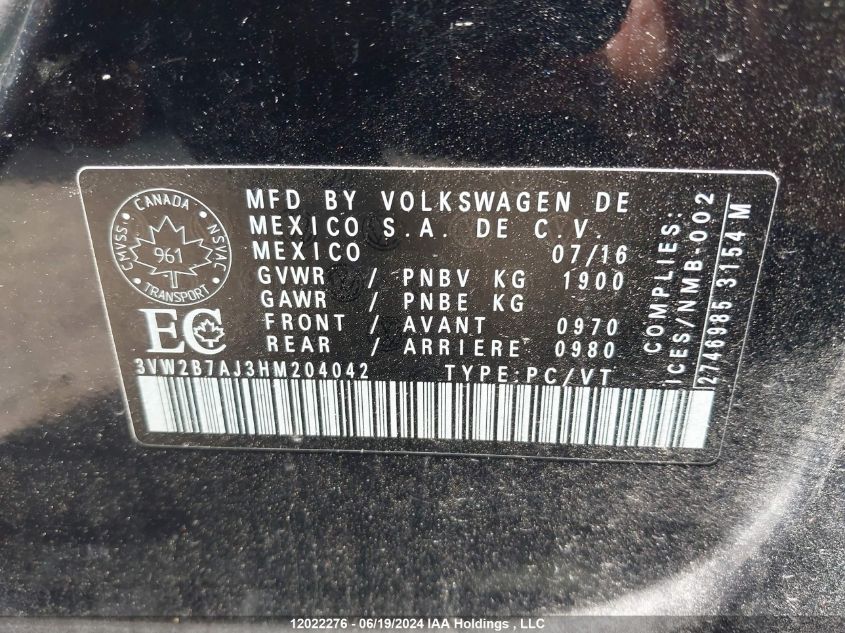 CANADA
CMVSS
NSVAC
961
TRANSPORT
EC
MFD BY VOLKSWAGEN DE
MEXICO S.A. DE C.V.
MEXICO 07/16
GVWR / PNBV KG 1900
GAWR / PNBE KG
FRONT / AVANT 0970
REAR / ARRIERE 0980
3VW2B7AJ3HM204042 TYPE:PC/VT
COMPLIES:
ICES/NMB-002
2746985 3154 M
12022276 - 06/19/2024 IAA Holdings , LLC